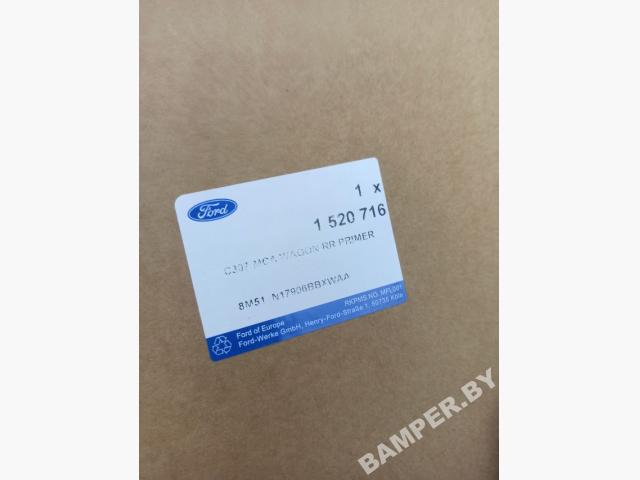 Ford
1 x
1 520 716
C307 MCA WAGON RR PRIMER
8M51 N17906BBXWAA
RKPMS NO. MFL001
Ford of Europe
Ford-Werke GmbH, Henry-Ford-Straße 1, 50735 Köln
BAMPER.BY